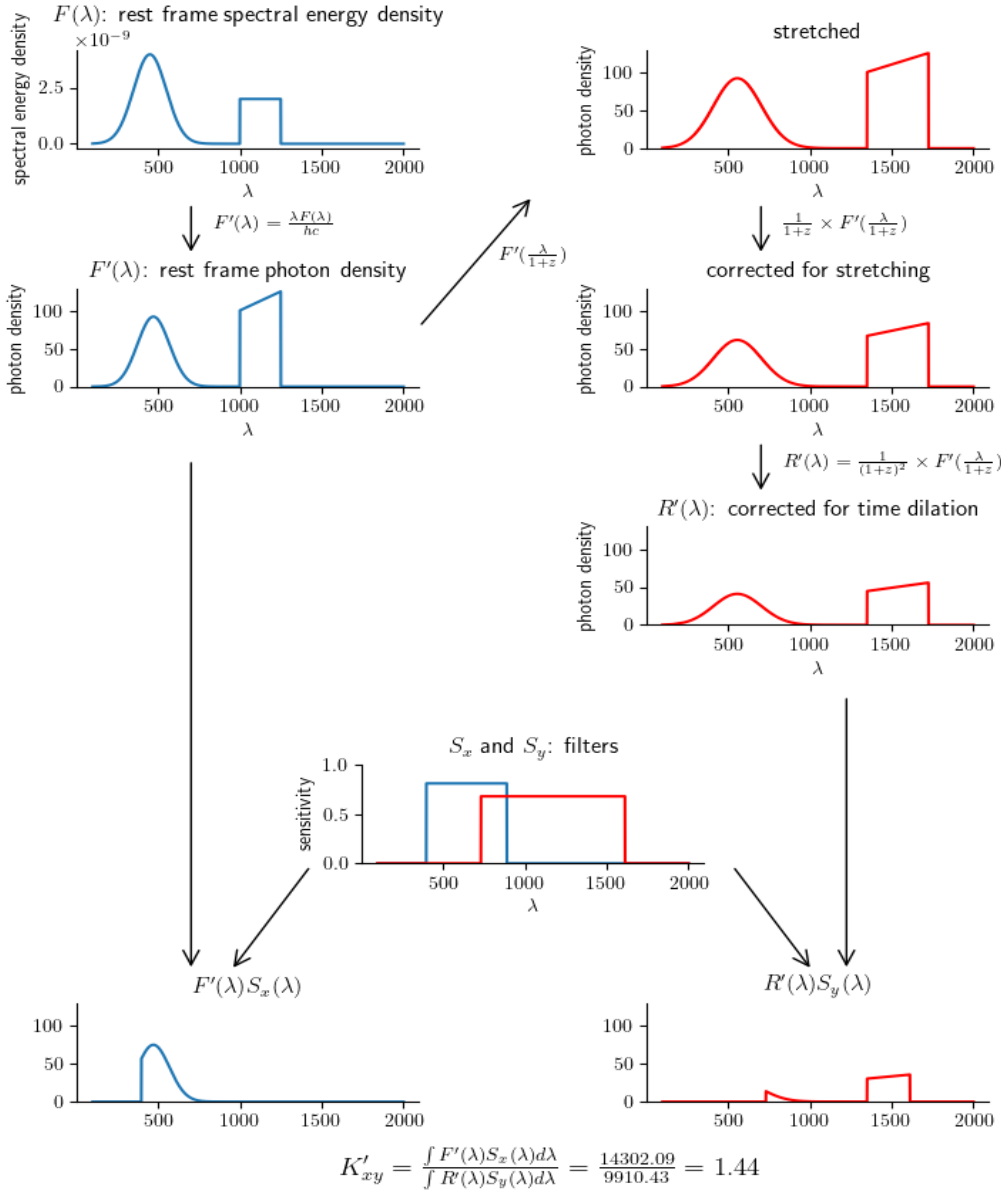 F(λ): rest frame spectral energy density
×10⁻⁹
spectral energy density
2.5
0.0
500 1000 1500 2000
λ
F′(λ) = λF(λ)/hc
F′(λ): rest frame photon density
photon density
100
50
0
500 1000 1500 2000
λ
F′(λ/1+z)
stretched
photon density
100
50
0
500 1000 1500 2000
λ
1/1+z × F′(λ/1+z)
corrected for stretching
photon density
100
50
0
500 1000 1500 2000
λ
R′(λ) = 1/(1+z)² × F′(λ/1+z)
R′(λ): corrected for time dilation
photon density
100
50
0
500 1000 1500 2000
λ
Sₓ and Sᵧ: filters
sensitivity
1.0
0.5
0.0
500 1000 1500 2000
λ
F′(λ)Sₓ(λ)
100
50
0
500 1000 1500 2000
R′(λ)Sᵧ(λ)
100
50
0
500 1000 1500 2000
K′xy = ∫ F′(λ)Sₓ(λ)dλ / ∫ R′(λ)Sᵧ(λ)dλ = 14302.09/9910.43 = 1.44